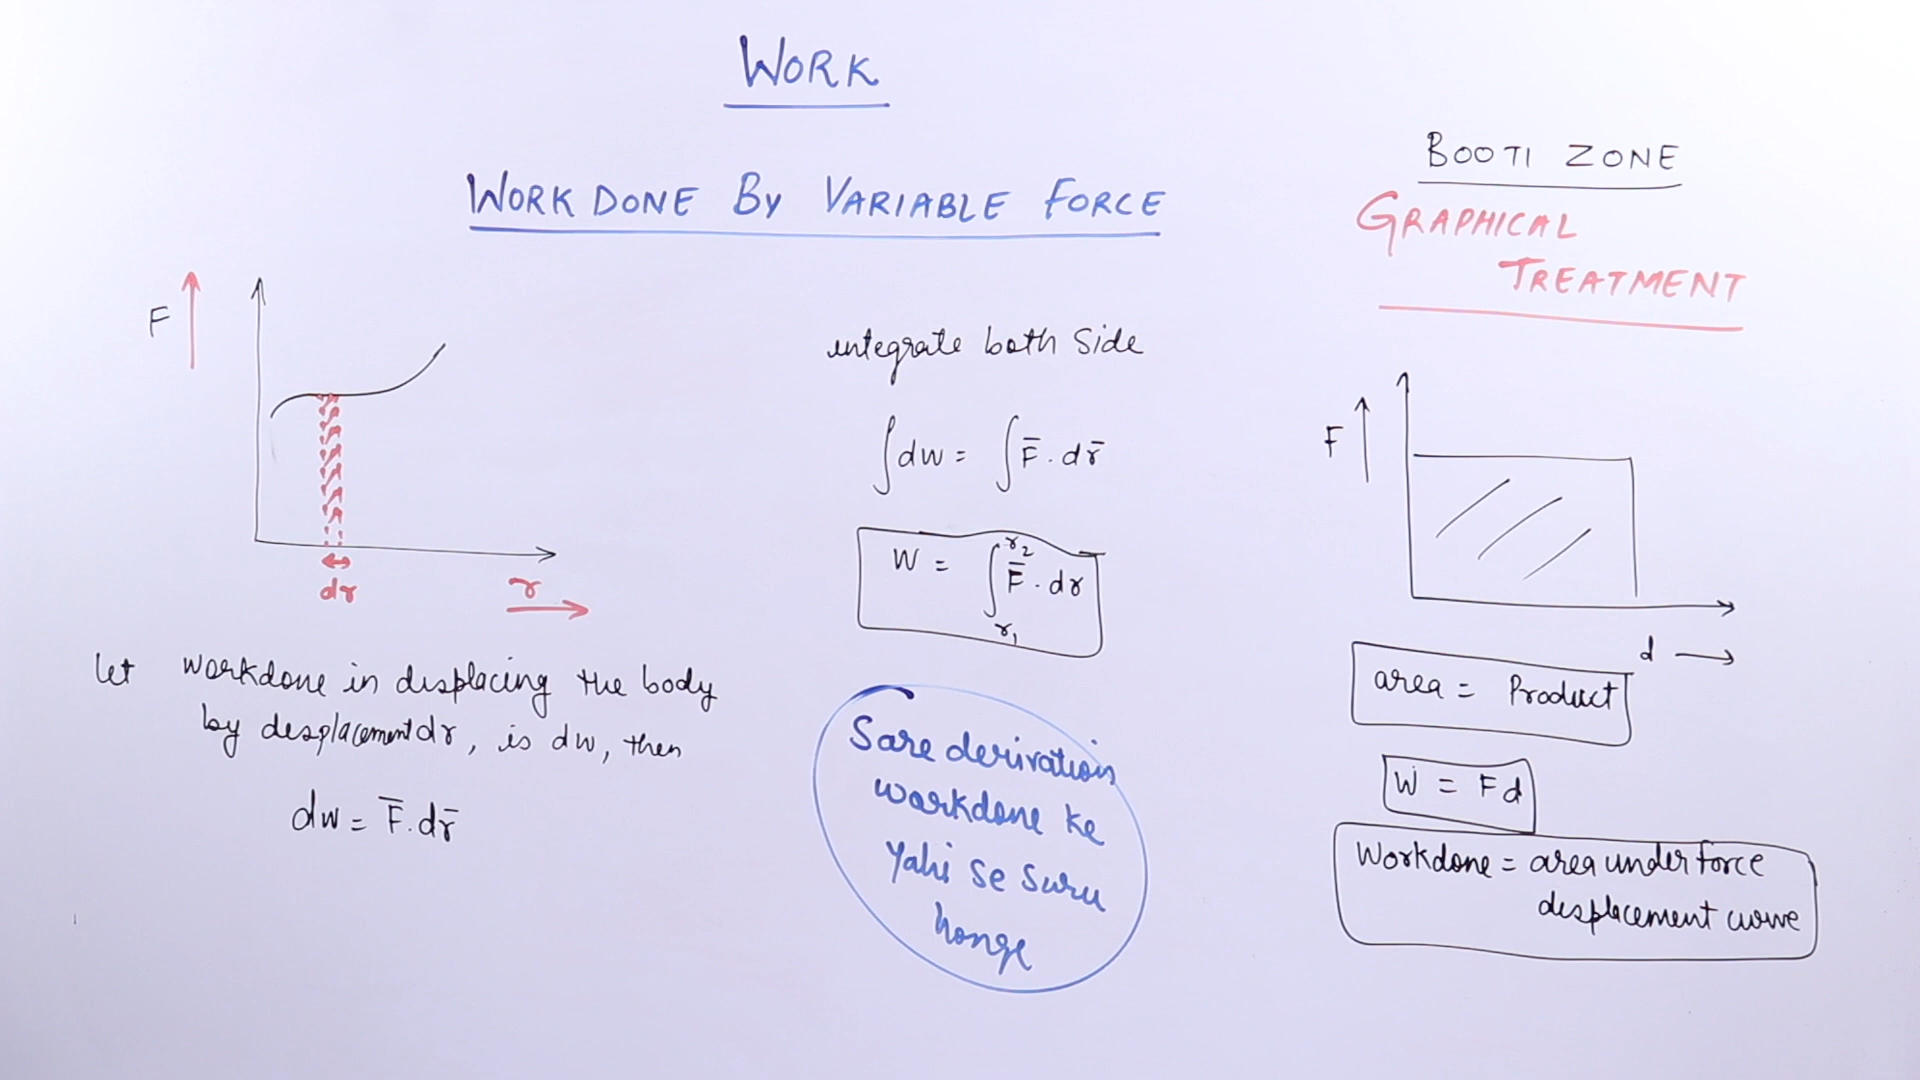 WORK
WORK DONE By VARIABLE FORCE
F
dr
r
let workdone in displacing the body
by desplacement dr, is dw, then
dw = F̄.dr̄
integrate both Side
∫dw = ∫F̄.dr̄
W = ∫r₁r₂ F̄.dr
Sare derivation
workdone ke
Yahi se suru
honge
BOOTI ZONE
GRAPHICAL
TREATMENT
F
d
area = Product
W = Fd
Workdone = area under force
desplacement curve